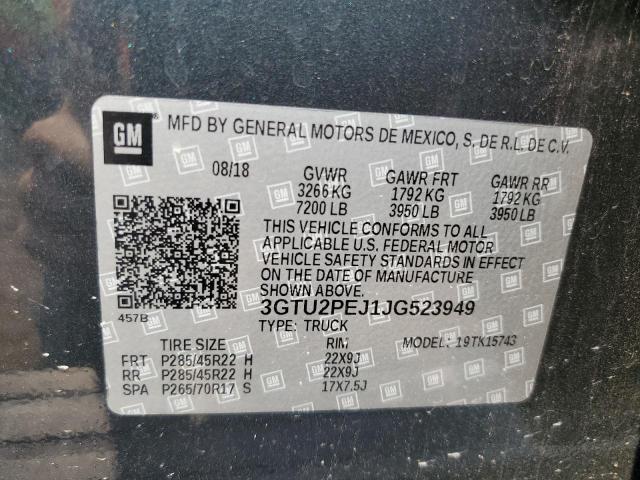 GM ® MFD BY GENERAL MOTORS DE MEXICO, S. DE R.L. DE C.V.
08/18 GVWR GAWR FRT GAWR RR
3266 KG 1792 KG 1792 KG
7200 LB 3950 LB 3950 LB
THIS VEHICLE CONFORMS TO ALL
APPLICABLE U.S. FEDERAL MOTOR
VEHICLE SAFETY STANDARDS IN EFFECT
ON THE DATE OF MANUFACTURE
SHOWN ABOVE.
457B 3GTU2PEJ1JG523949
TYPE: TRUCK
TIRE SIZE RIM 19TK15743
FRT P285/45R22 H 22X9J
RR P285/45R22 H 22X9J
SPA P265/70R17 S 17X7.5J